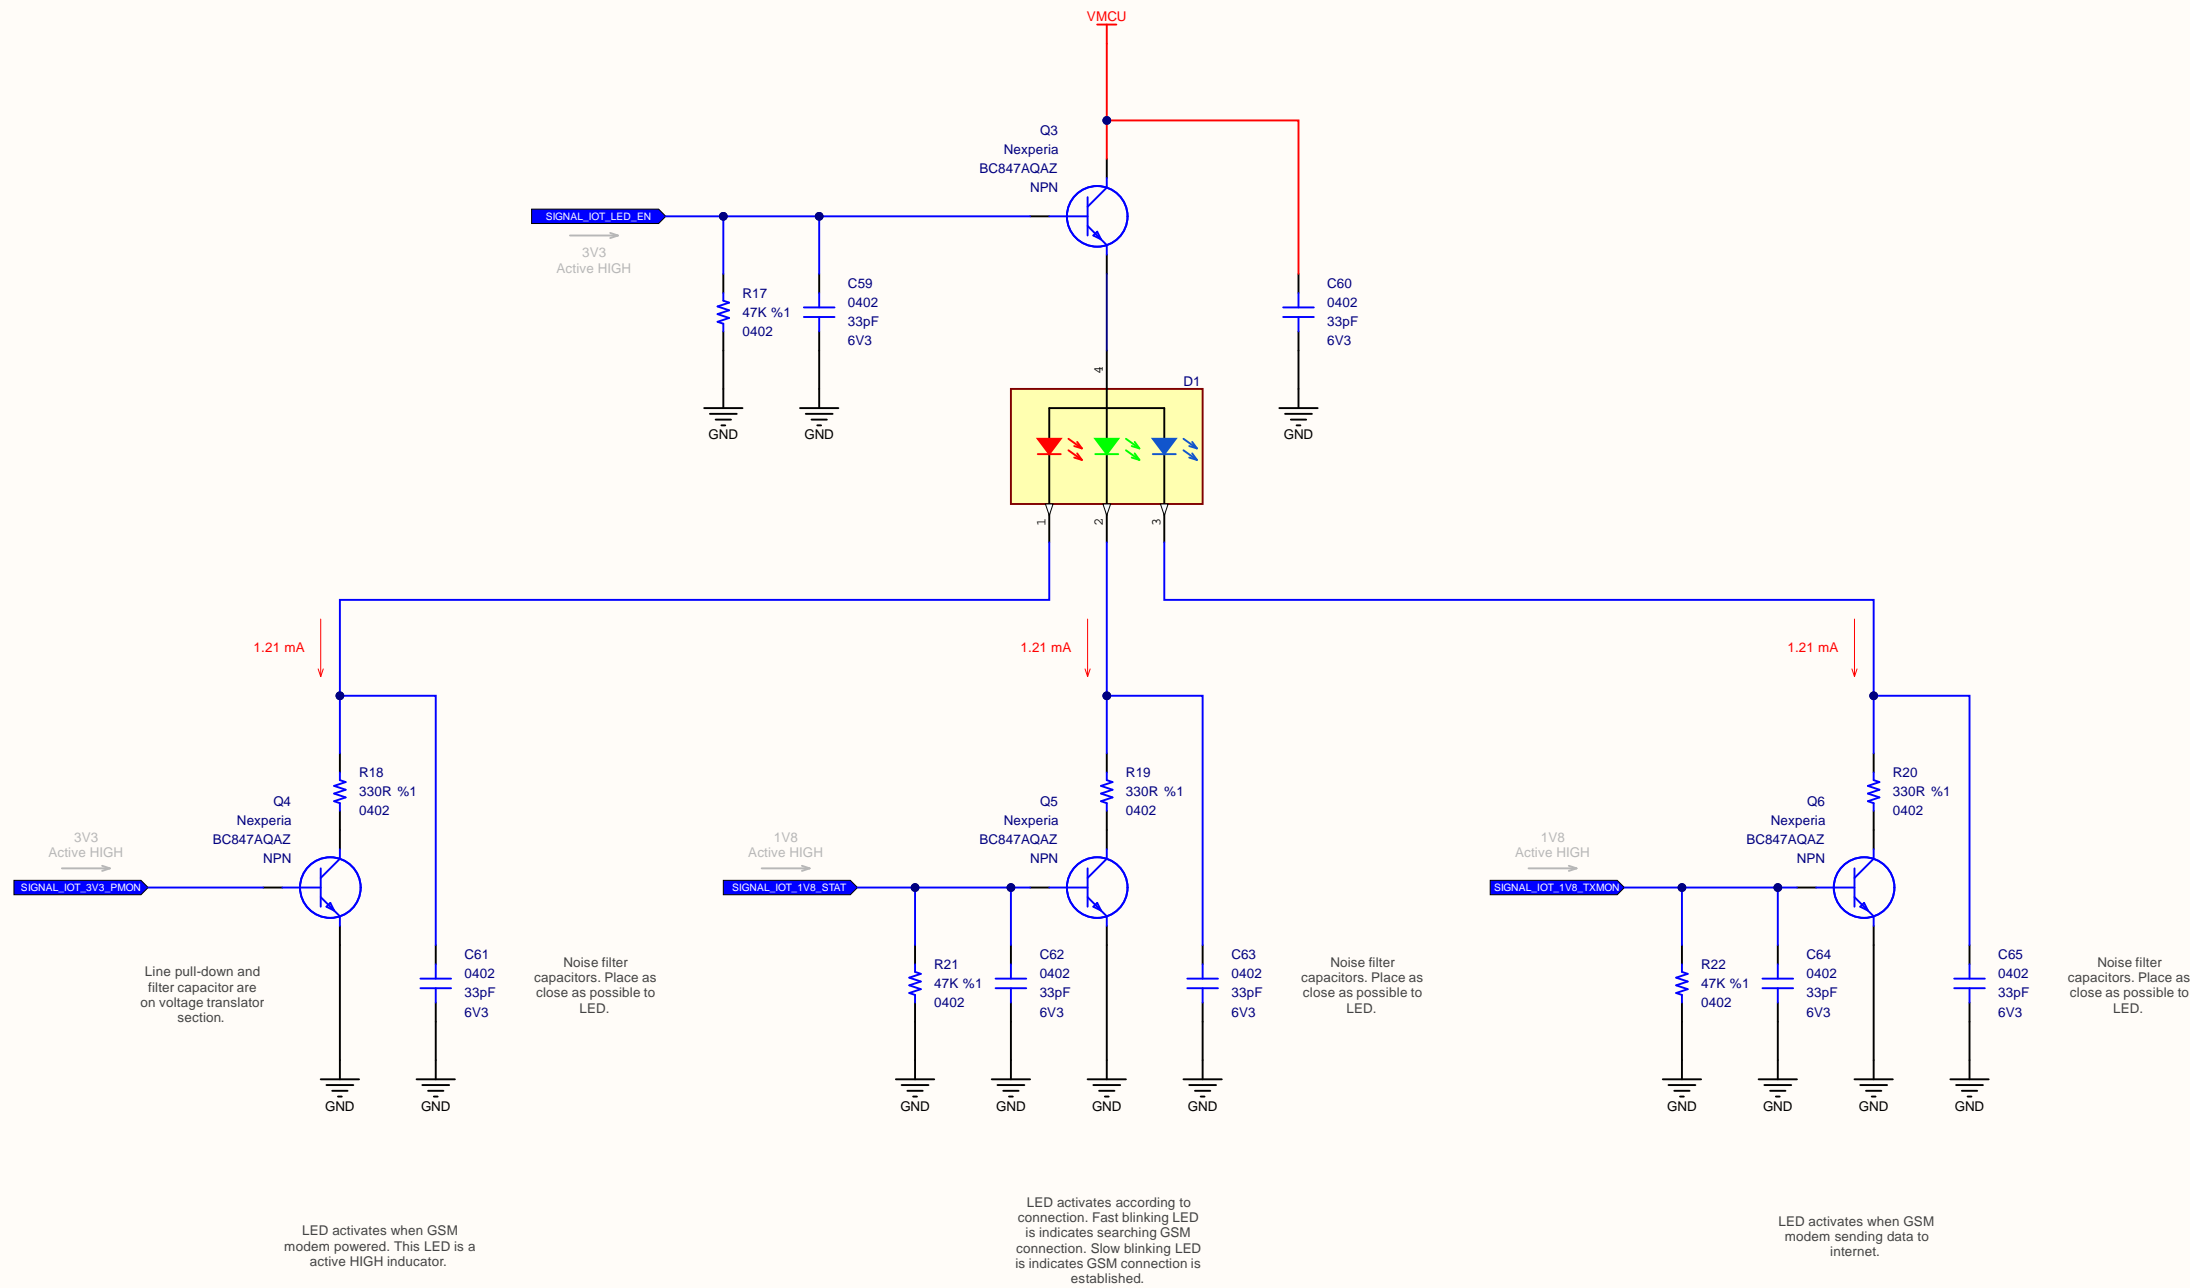 VMCU
Q3
Nexperia
BC847AQAZ
NPN
SIGNAL_IOT_LED_EN
3V3
Active HIGH
R17
47K %1
0402
C59
0402
33pF
6V3
C60
0402
33pF
6V3
GND
GND
GND
4
D1
1
2
3
1.21 mA
1.21 mA
1.21 mA
R18
330R %1
0402
Q4
Nexperia
BC847AQAZ
NPN
3V3
Active HIGH
SIGNAL_IOT_3V3_PMON
Line pull-down and
filter capacitor are
on voltage translator
section.
C61
0402
33pF
6V3
Noise filter
capacitors. Place as
close as possible to
LED.
GND
GND
R19
330R %1
0402
Q5
Nexperia
BC847AQAZ
NPN
1V8
Active HIGH
SIGNAL_IOT_1V8_STAT
R21
47K %1
0402
C62
0402
33pF
6V3
C63
0402
33pF
6V3
Noise filter
capacitors. Place as
close as possible to
LED.
GND
GND
GND
GND
R20
330R %1
0402
Q6
Nexperia
BC847AQAZ
NPN
1V8
Active HIGH
SIGNAL_IOT_1V8_TXMON
R22
47K %1
0402
C64
0402
33pF
6V3
C65
0402
33pF
6V3
Noise filter
capacitors. Place as
close as possible to
LED.
GND
GND
GND
GND
LED activates when GSM
modem powered. This LED is a
active HIGH inducator.
LED activates according to
connection. Fast blinking LED
is indicates searching GSM
connection. Slow blinking LED
is indicates GSM connection is
established.
LED activates when GSM
modem sending data to
internet.